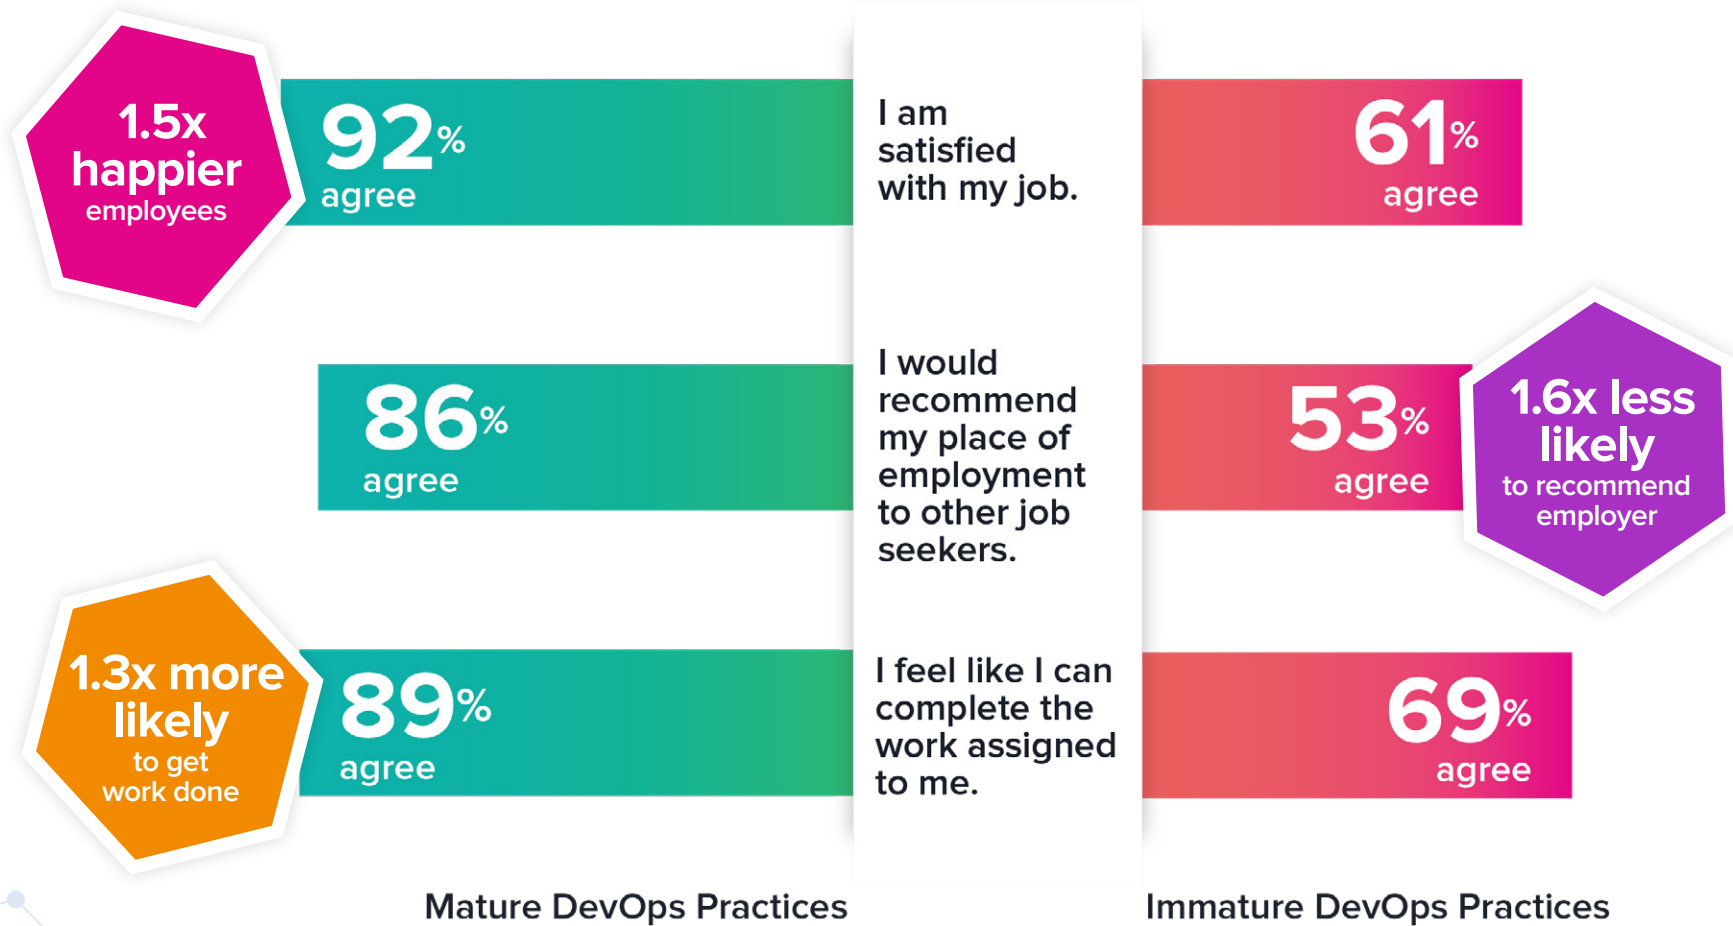 1.5x
happier
employees
92%
agree
I am
satisfied
with my job.
61%
agree
86%
agree
I would
recommend
my place of
employment
to other job
seekers.
53%
agree
1.6x less
likely
to recommend
employer
1.3x more
likely
to get
work done
89%
agree
I feel like I can
complete the
work assigned
to me.
69%
agree
Mature DevOps Practices
Immature DevOps Practices